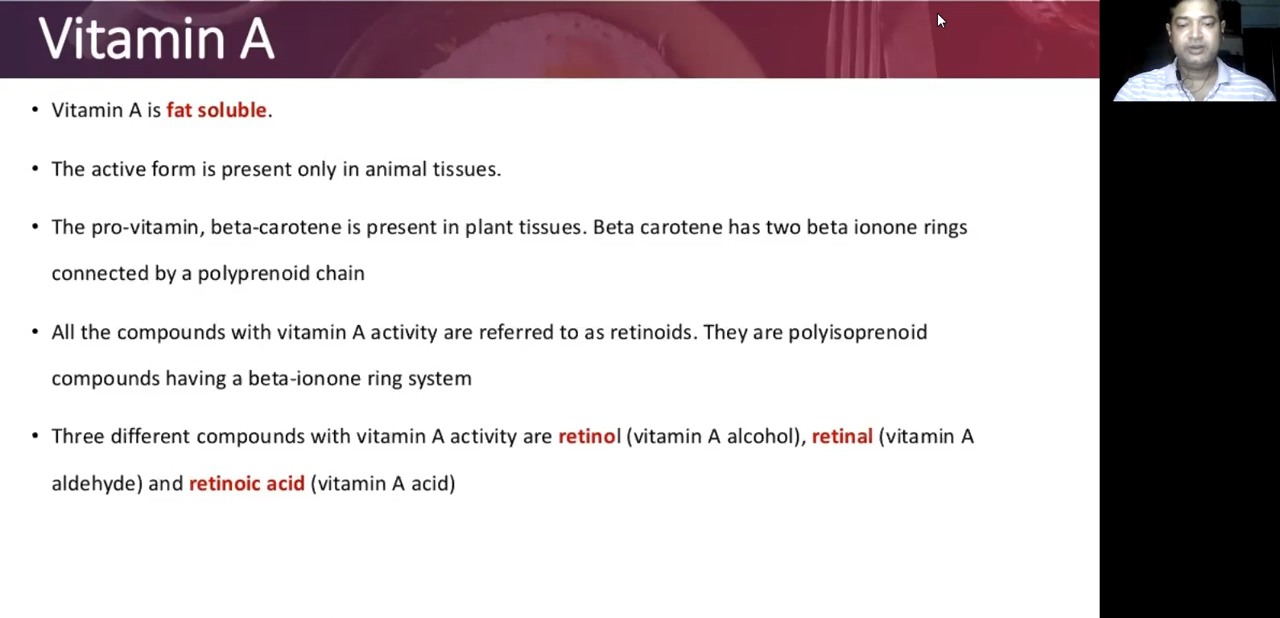 Vitamin A
• Vitamin A is fat soluble.
• The active form is present only in animal tissues.
• The pro-vitamin, beta-carotene is present in plant tissues. Beta carotene has two beta ionone rings
connected by a polyprenoid chain
• All the compounds with vitamin A activity are referred to as retinoids. They are polyisoprenoid
compounds having a beta-ionone ring system
• Three different compounds with vitamin A activity are retinol (vitamin A alcohol), retinal (vitamin A
aldehyde) and retinoic acid (vitamin A acid)